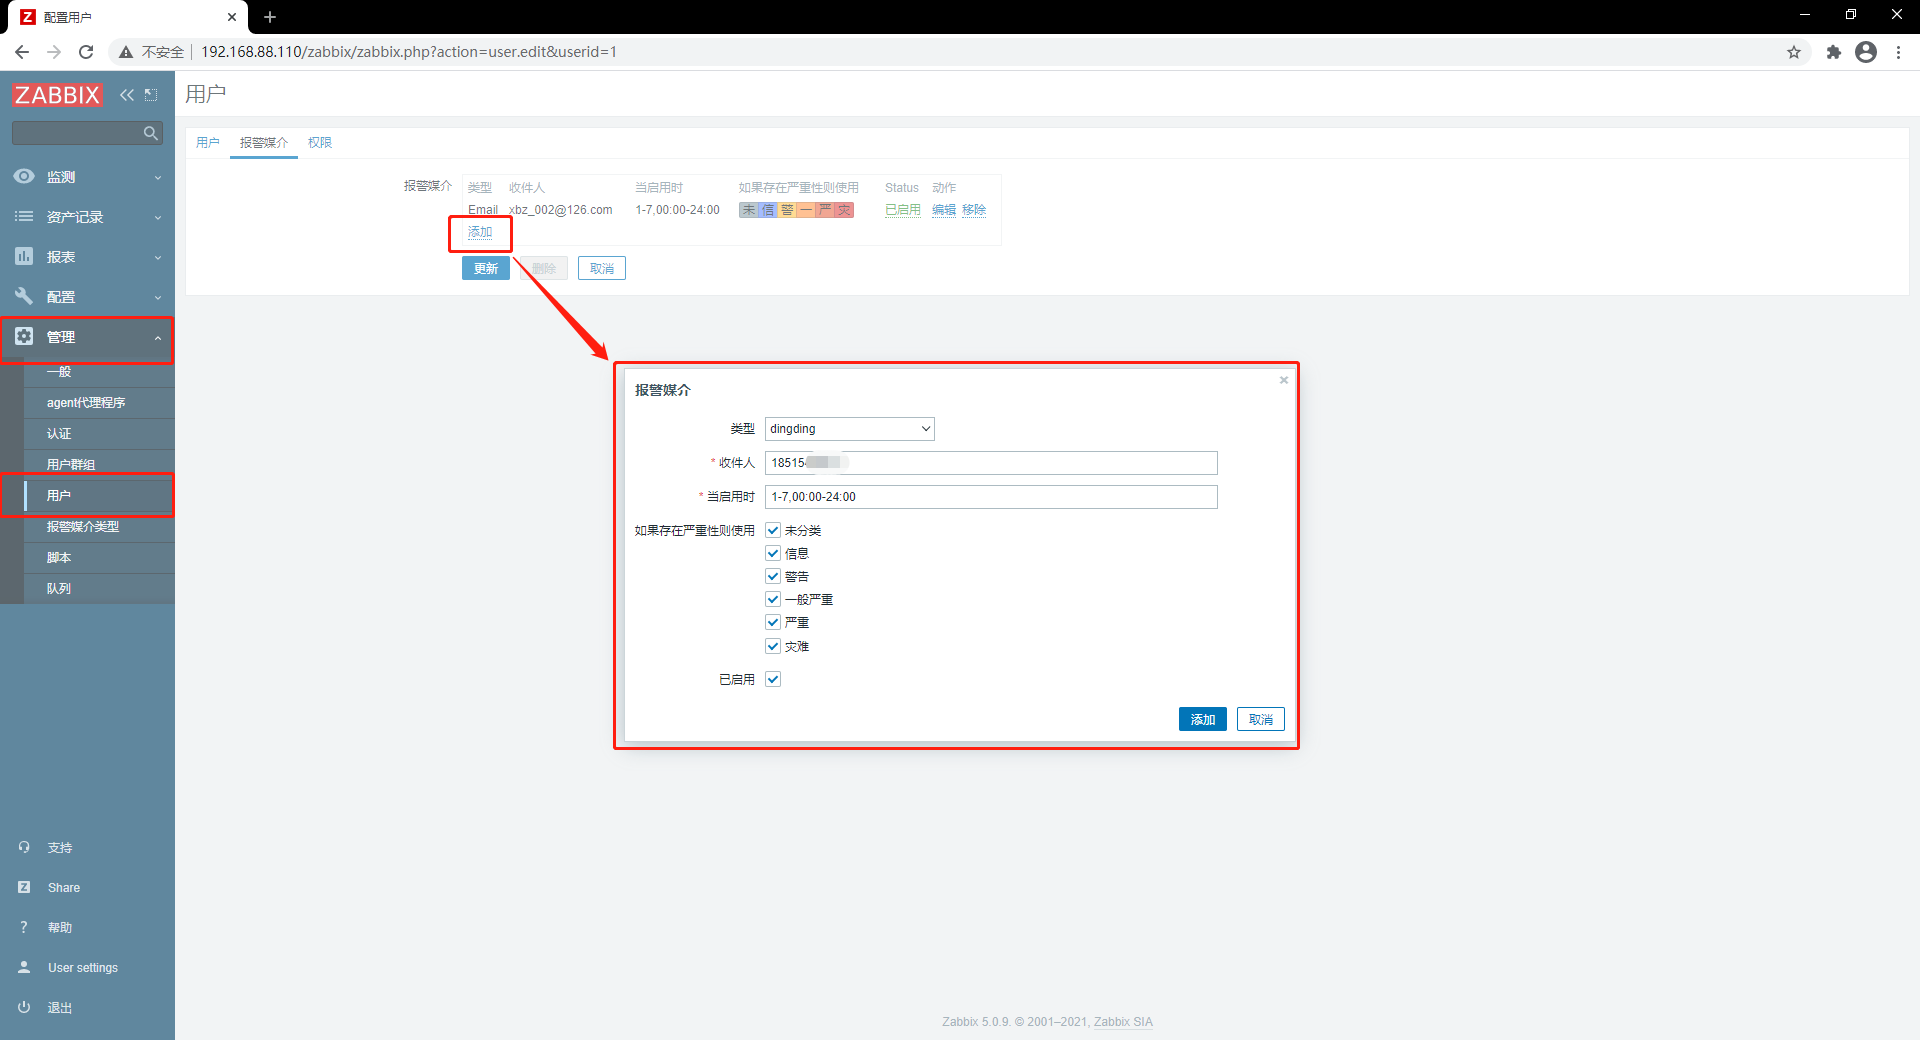 配置用户
不安全 192.168.88.110/zabbix/zabbix.php?action=user.edit&userid=1
ZABBIX
监测
资产记录
报表
配置
管理
一般
agent代理程序
认证
用户群组
用户
报警媒介类型
脚本
队列
支持
Share
帮助
User settings
退出
用户
用户 报警媒介 权限
报警媒介 类型 收件人 当启用时 如果存在严重性则使用 Status 动作
Email xbz_002@126.com 1-7,00:00-24:00 未 信 警 一 严 灾 已启用 编辑 移除
添加
更新 删除 取消
报警媒介
类型 dingding
* 收件人 18515
* 当启用时 1-7,00:00-24:00
如果存在严重性则使用 未分类
信息
警告
一般严重
严重
灾难
已启用
添加 取消
Zabbix 5.0.9. © 2001–2021, Zabbix SIA